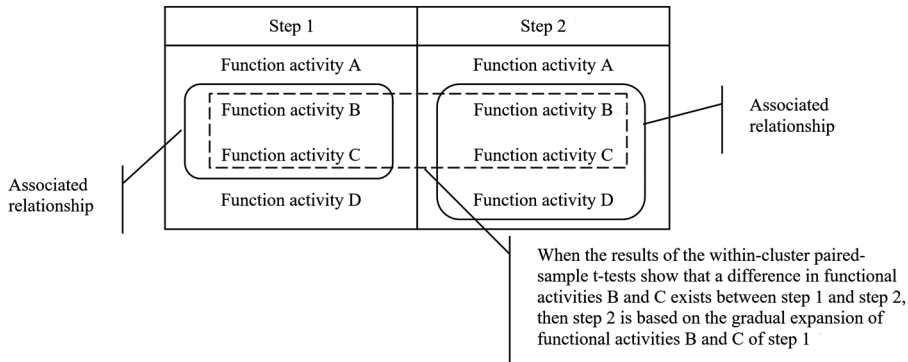 Step 1
Step 2
Function activity A
Function activity A
Function activity B
Function activity B
Function activity C
Function activity C
Function activity D
Function activity D
Associated
relationship
Associated
relationship
When the results of the within-cluster paired-
sample t-tests show that a difference in functional
activities B and C exists between step 1 and step 2,
then step 2 is based on the gradual expansion of
functional activities B and C of step 1